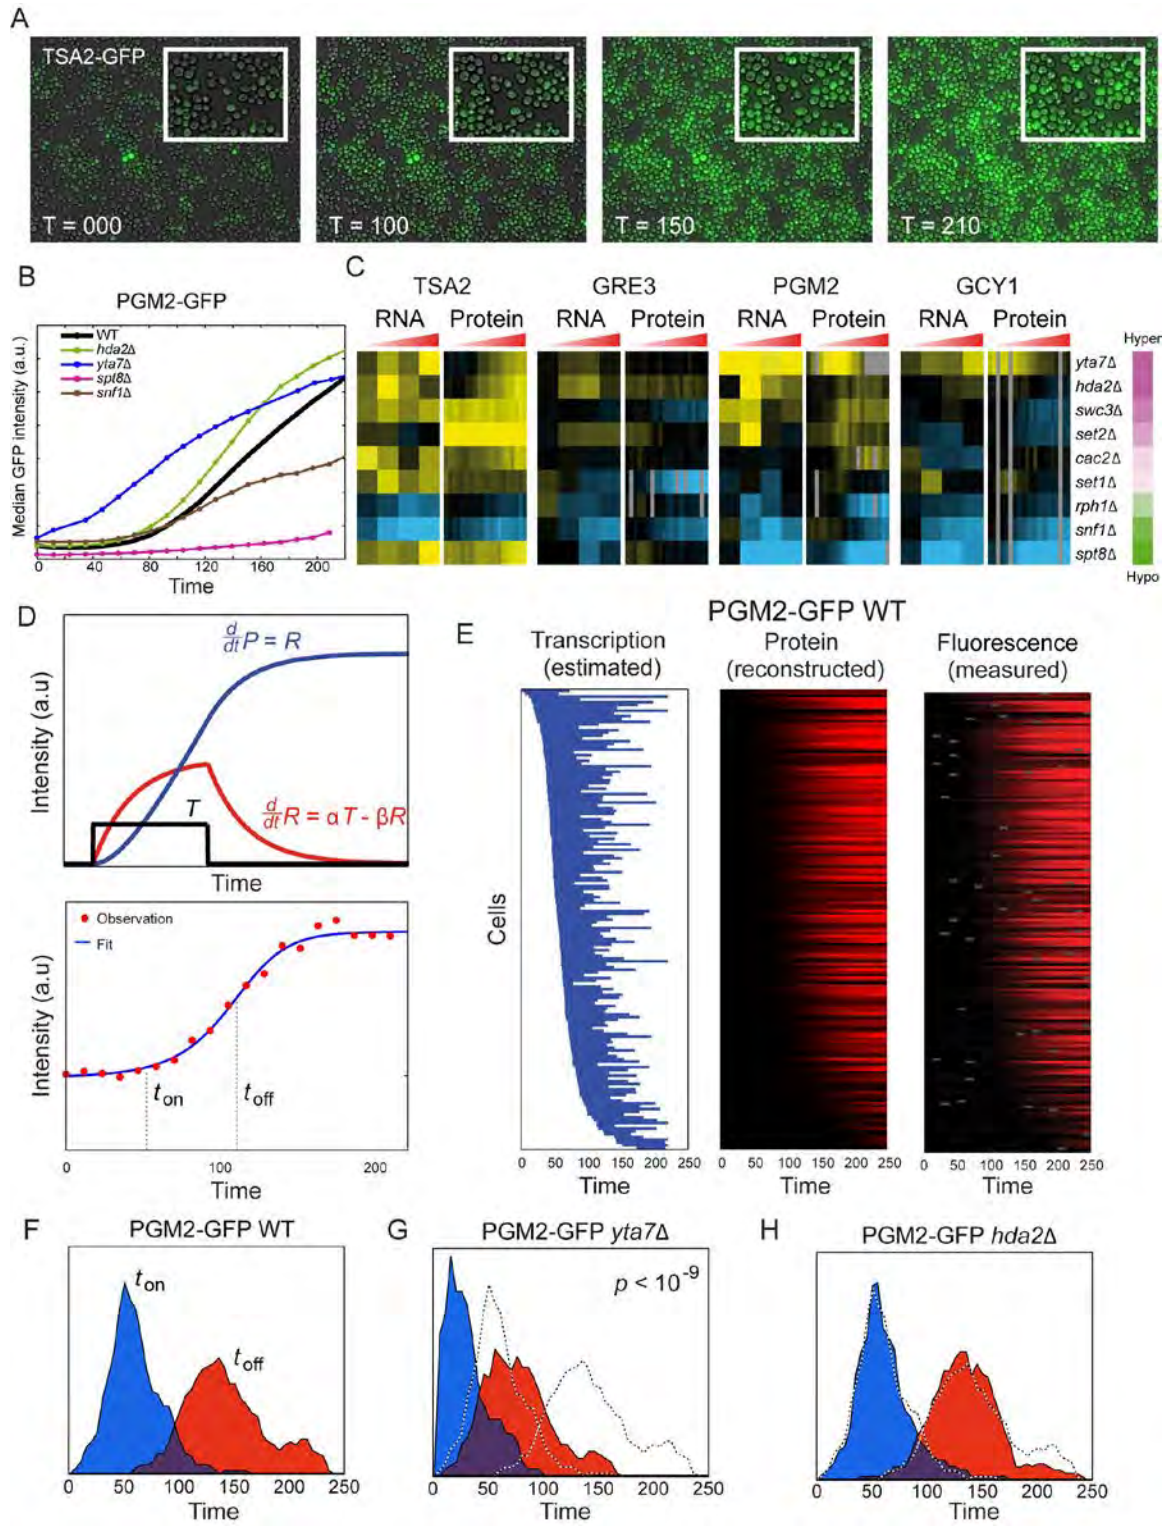 A
TSA2-GFP
T = 000
T = 100
T = 150
T = 210
B
PGM2-GFP
Median GFP intensity (a.u.)
WT
hda2Δ
yta7Δ
spt8Δ
snf1Δ
0 40 80 120 160 200
Time
C
TSA2 GRE3 PGM2 GCY1
RNA Protein RNA Protein RNA Protein RNA Protein
Hyper
yta7Δ
hda2Δ
swc3Δ
set2Δ
cac2Δ
set1Δ
rph1Δ
snf1Δ
spt8Δ
Hypo
D
Intensity (a.u)
d/dt P = R
T
d/dt R = αT - βR
Time
Observation
Fit
Intensity (a.u)
t on
t off
0 100 200
Time
E
PGM2-GFP WT
Transcription (estimated)
Protein (reconstructed)
Fluorescence (measured)
Cells
0 50 100 150 200 250
Time
0 50 100 150 200 250
Time
0 50 100 150 200 250
Time
F
PGM2-GFP WT
t on
t off
0 50 100 150 200 250
Time
G
PGM2-GFP yta7Δ
p < 10^-9
0 50 100 150 200 250
Time
H
PGM2-GFP hda2Δ
0 50 100 150 200 250
Time